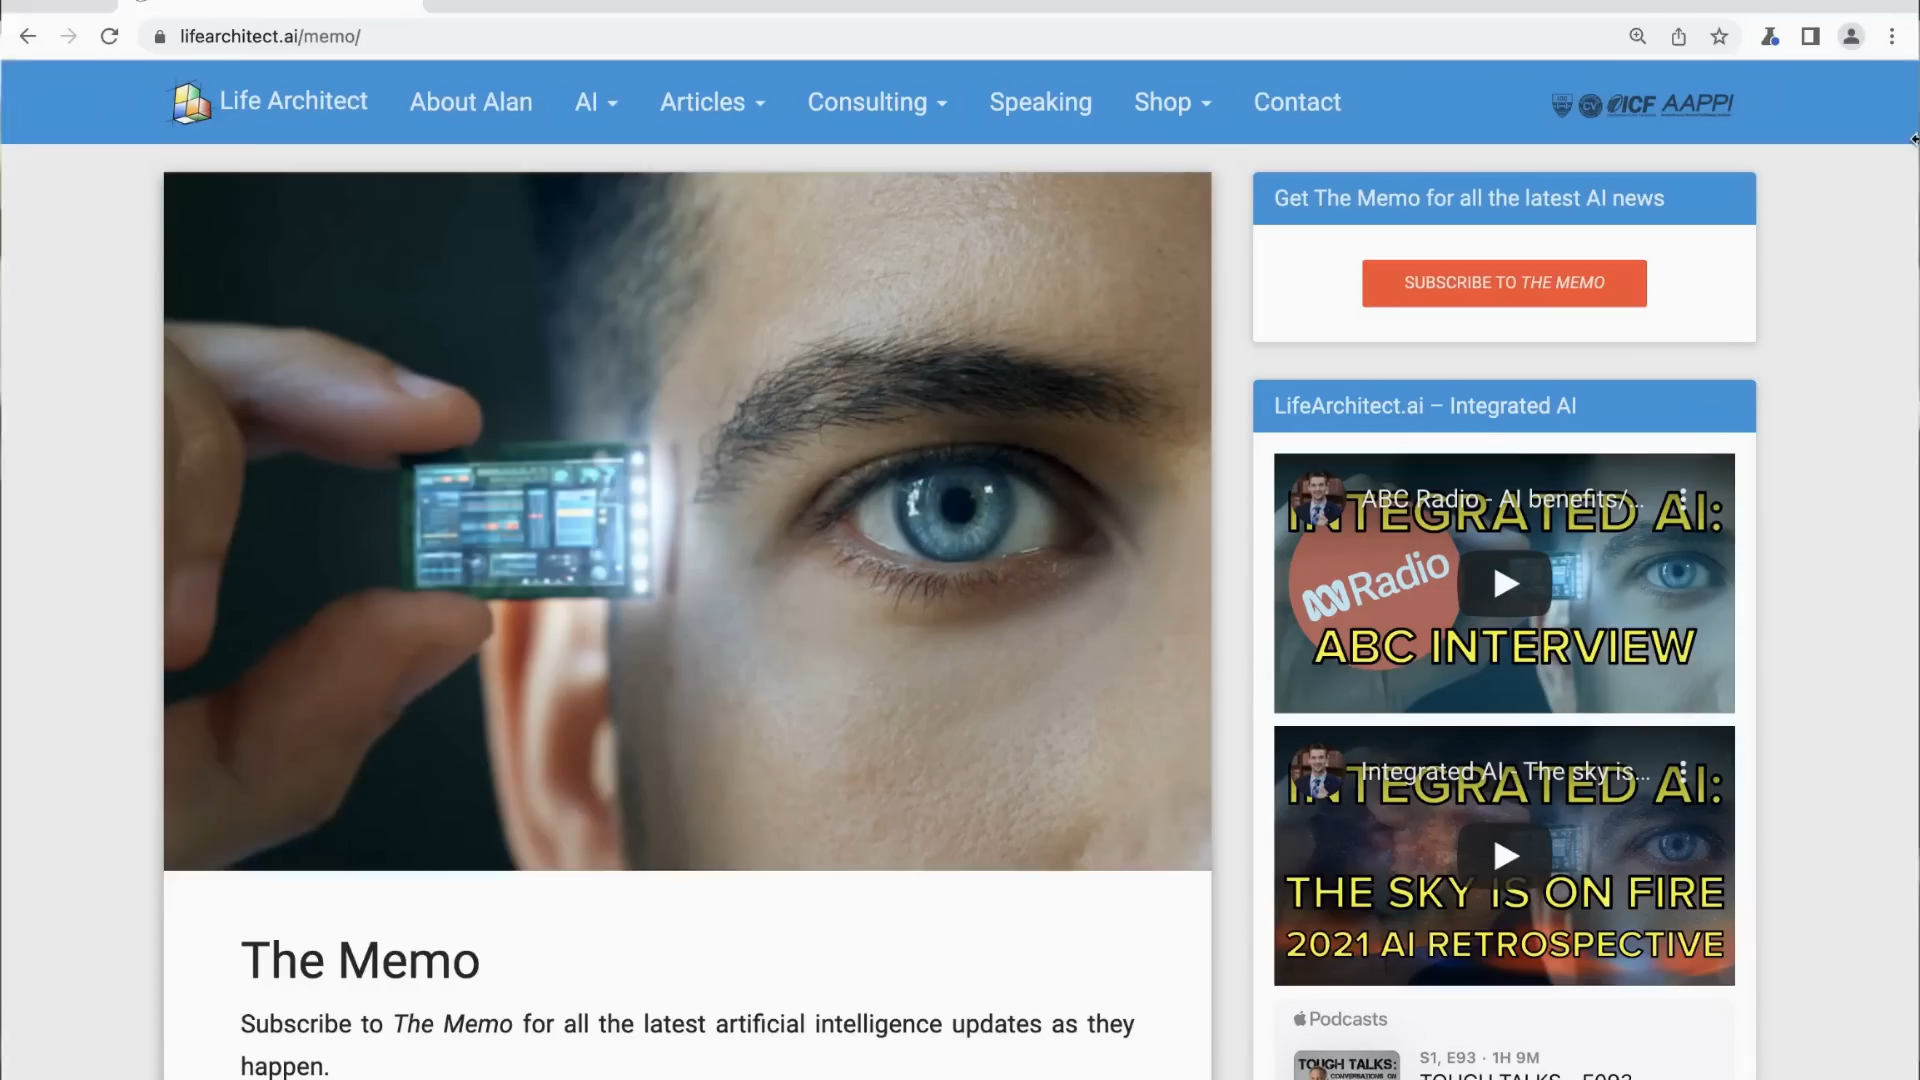 lifearchitect.ai/memo/
Life Architect
About Alan
AI
Articles
Consulting
Speaking
Shop
Contact
CV
ICF
AAPPI
Get The Memo for all the latest AI news
SUBSCRIBE TO THE MEMO
LifeArchitect.ai – Integrated AI
ABC Radio - AI benefits/...
INTEGRATED AI:
Radio
ABC INTERVIEW
Integrated AI - The sky is...
INTEGRATED AI:
THE SKY IS ON FIRE
2021 AI RETROSPECTIVE
Podcasts
S1, E93 · 1H 9M
TOUGH TALKS:
CONVERSATIONS ON
TOUGH TALKS – E093
The Memo
Subscribe to The Memo for all the latest artificial intelligence updates as they
happen.